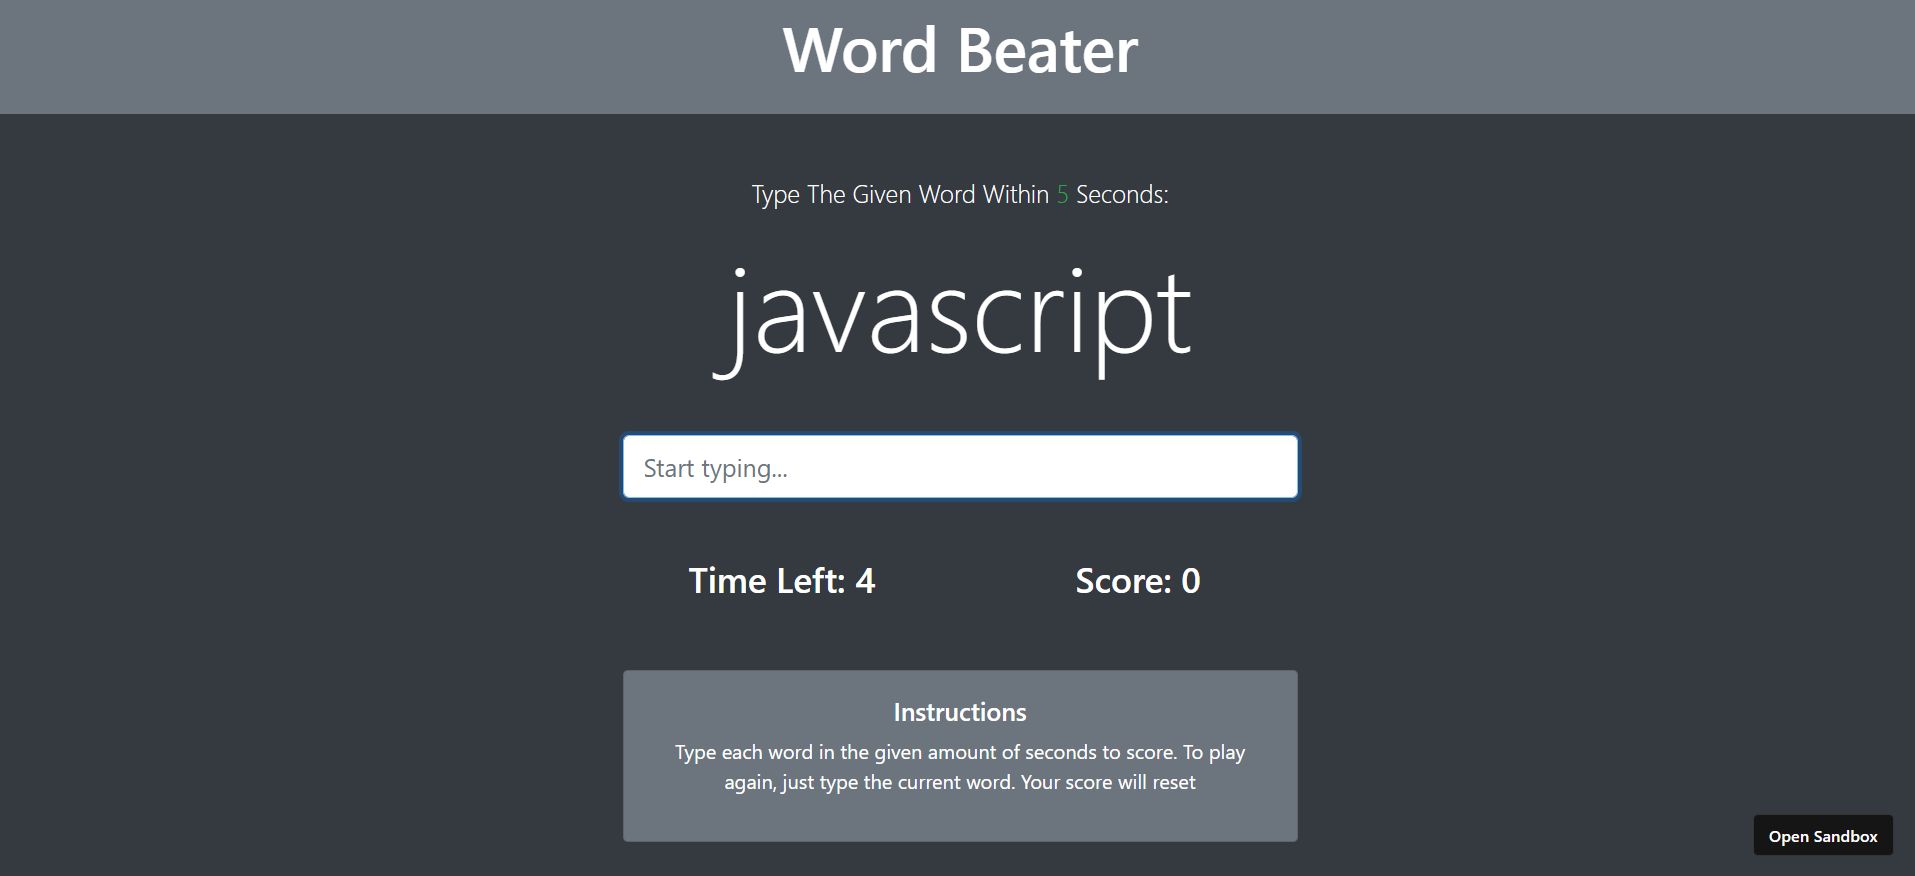 Word Beater
Type The Given Word Within 5 Seconds:
javascript
Start typing...
Time Left: 4
Score: 0
Instructions
Type each word in the given amount of seconds to score. To play
again, just type the current word. Your score will reset
Open Sandbox